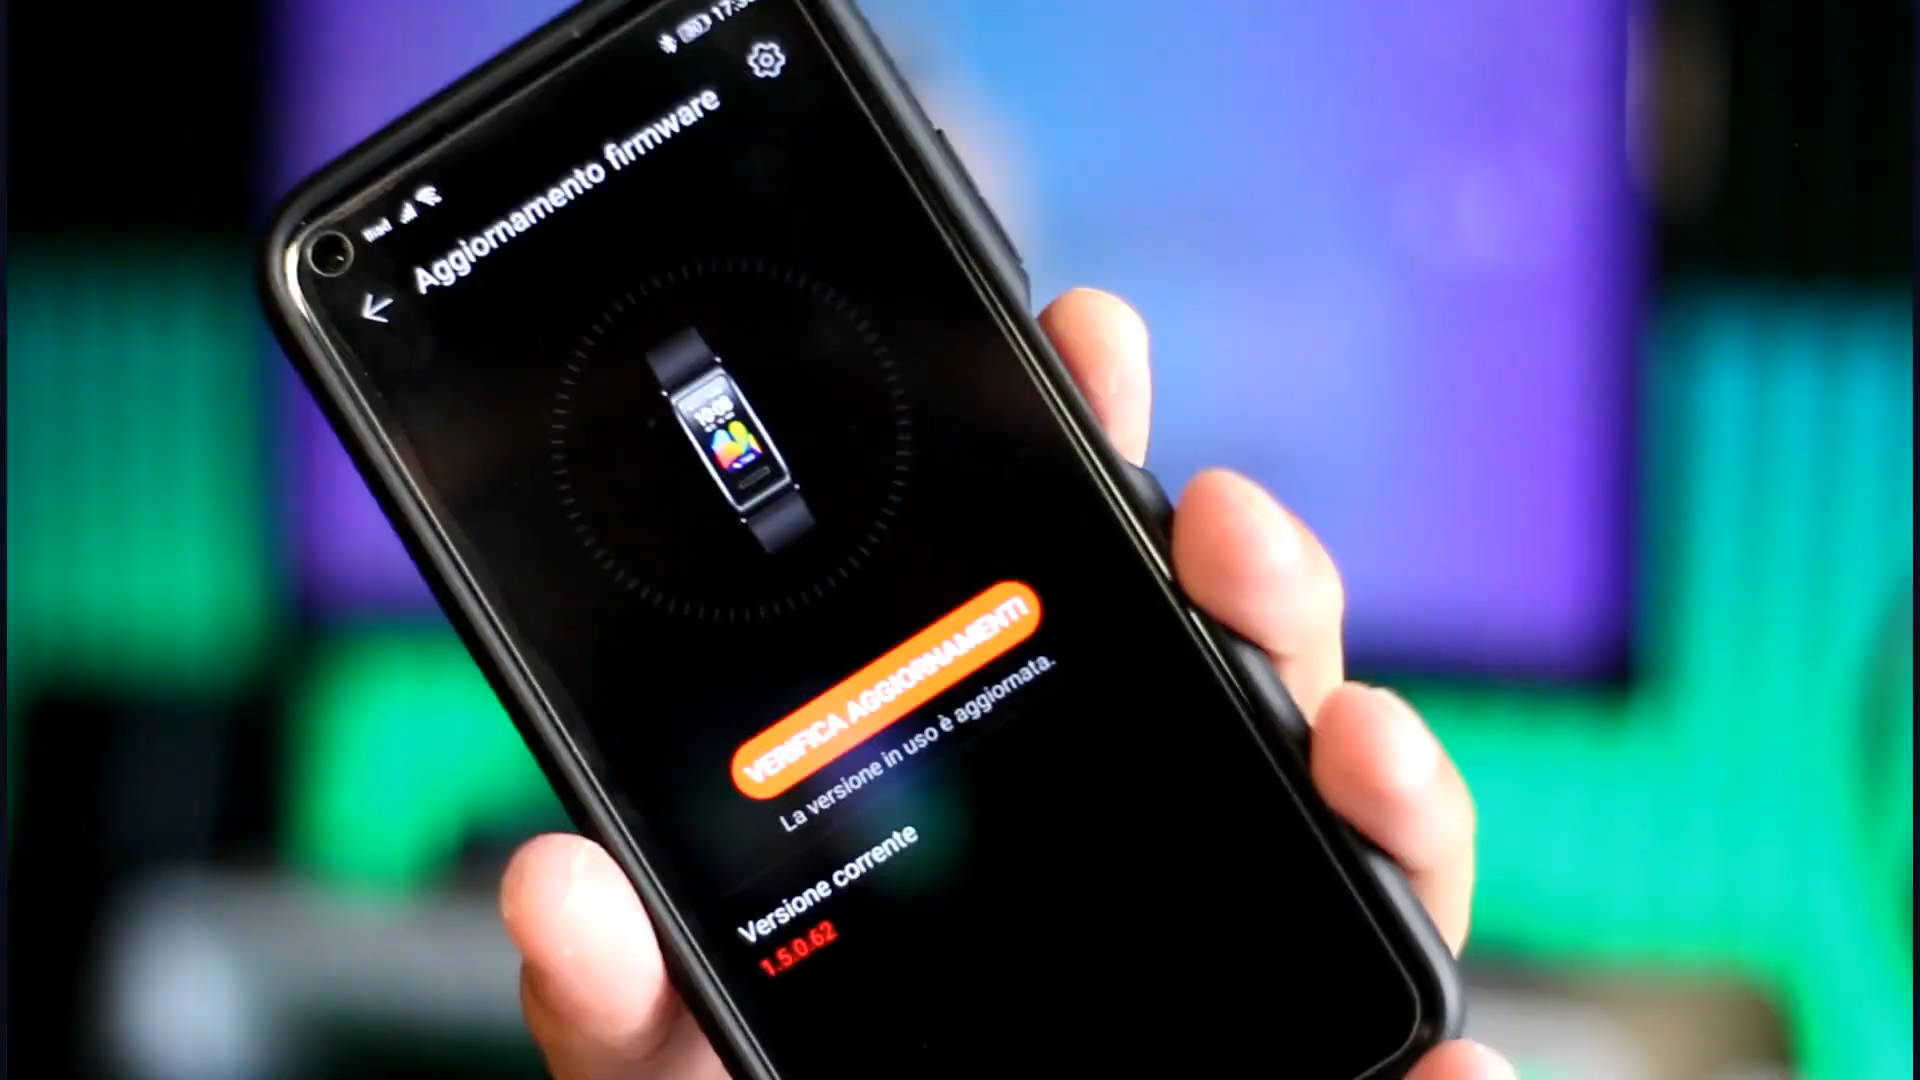 Aggiornamento firmware
VERIFICA AGGIORNAMENTI
La versione in uso è aggiornata.
Versione corrente
1.5.0.62